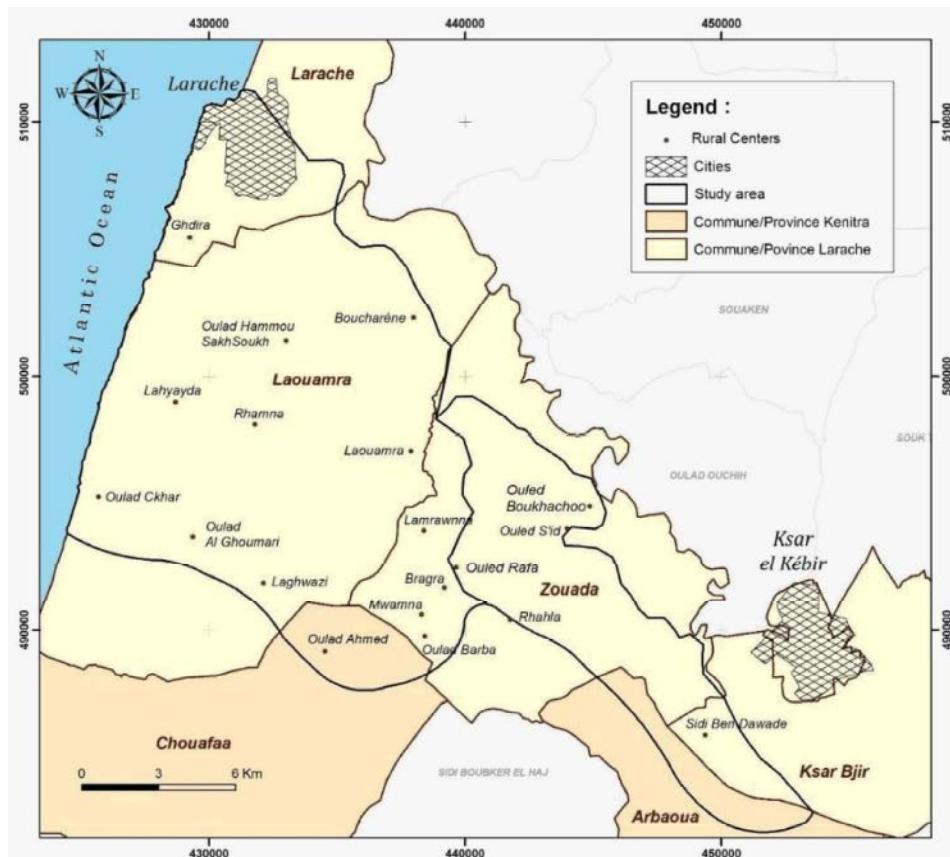 430000
440000
450000
N
W
E
S
Larache
Larache
Legend :
Rural Centers
Cities
Study area
Commune/Province Kenitra
Commune/Povince Larache
510000
510000
Atlantic Ocean
Ghdira
SOUAKEN
Oulad Hammou
SakhSoukh
Boucharéne
500000
500000
Laouamra
Lahyayda
Rhamna
SOUK
Laouamra
OULAD OUCHIH
Oulad Ckhar
Ouled
Boukhachoo
Lamrawnna
Ouled S'id
Oulad
Al Ghoumari
Ksar
el Kébir
Ouled Rafa
Laghwazi
Bragra
Zouada
Mwamna
Rhahla
490000
490000
Oulad Ahmed
Oulad Barba
Sidi Ben Dawade
Chouafaa
Ksar Bjir
0
3
6 Km
SIDI BOUBKER EL HAJ
Arbaoua
430000
440000
450000